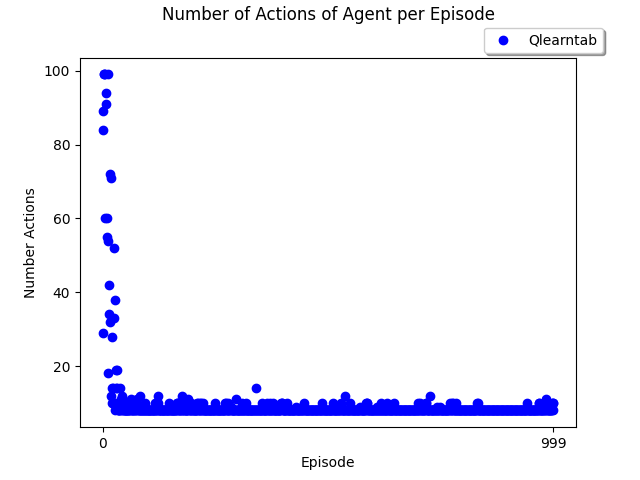 Number of Actions of Agent per Episode
Qlearntab
100
80
60
40
20
Number Actions
0
999
Episode